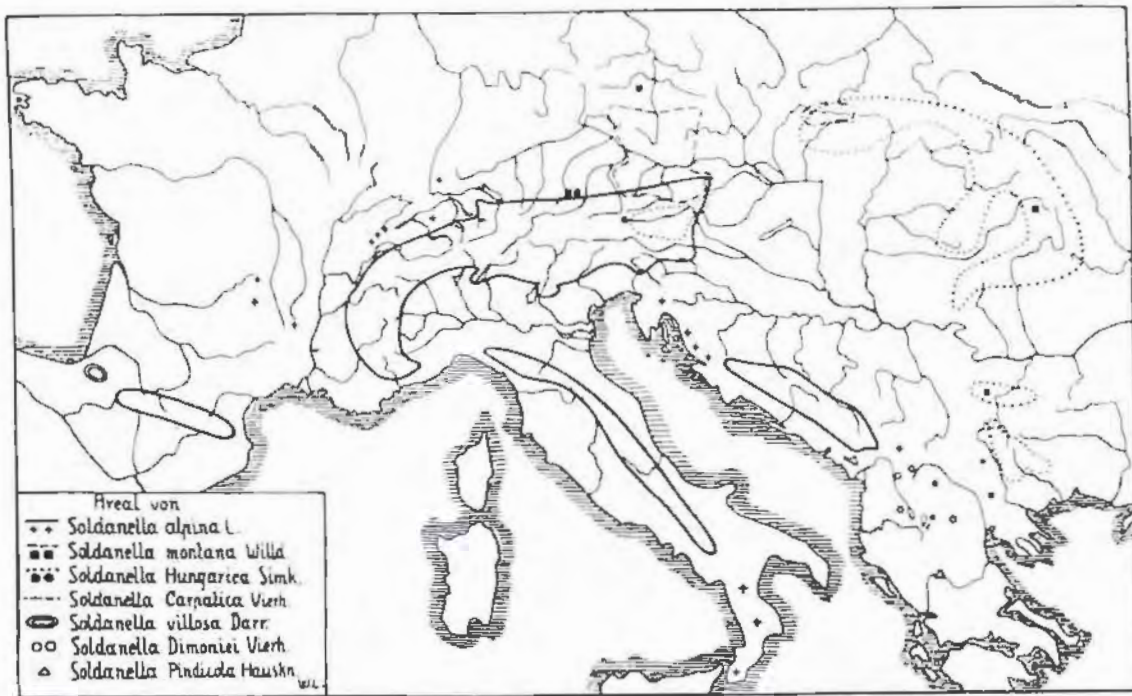 Areal von
Soldanella alpina L.
Soldanella montana Willd.
Soldanella Hungarica Simk.
Soldanella Carpatica Vierh.
Soldanella villosa Darr.
Soldanella Dimoniei Vierh.
Soldanella Pindicola Hauskn.